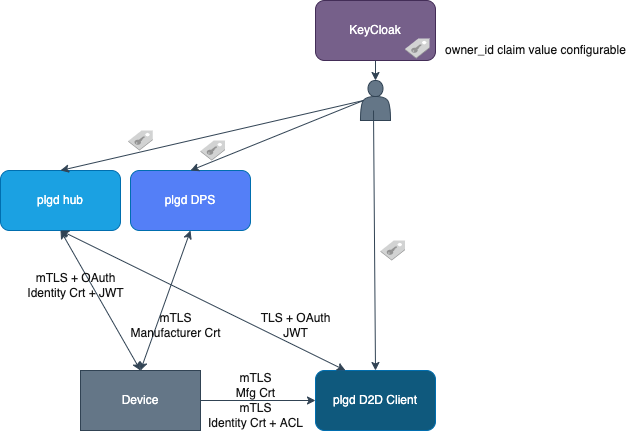 KeyCloak
owner_id claim value configurable
plgd hub
plgd DPS
mTLS + OAuth
Identity Crt + JWT
mTLS
Manufacturer Crt
TLS + OAuth
JWT
Device
mTLS
Mfg Crt
mTLS
Identity Crt + ACL
plgd D2D Client